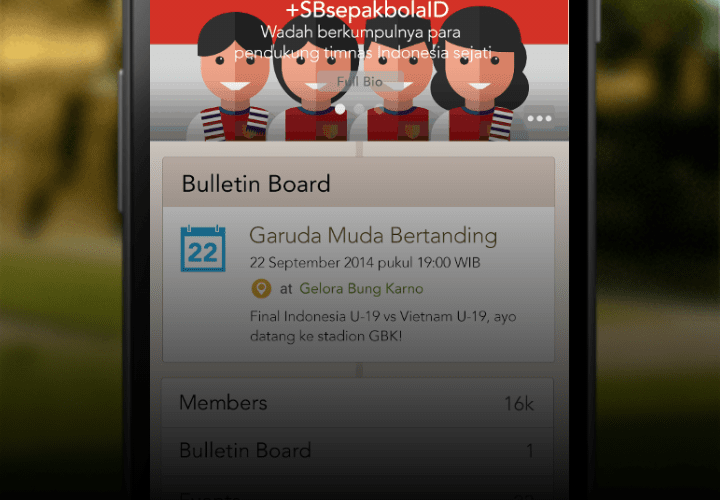 +SBsepakbolaID
Wadah berkumpulnya para
pendukung timnas Indonesia sejati
Full Bio
Bulletin Board
22
Garuda Muda Bertanding
22 September 2014 pukul 19:00 WIB
at Gelora Bung Karno
Final Indonesia U-19 vs Vietnam U-19, ayo
datang ke stadion GBK!
Members 16k
Bulletin Board 1
Events